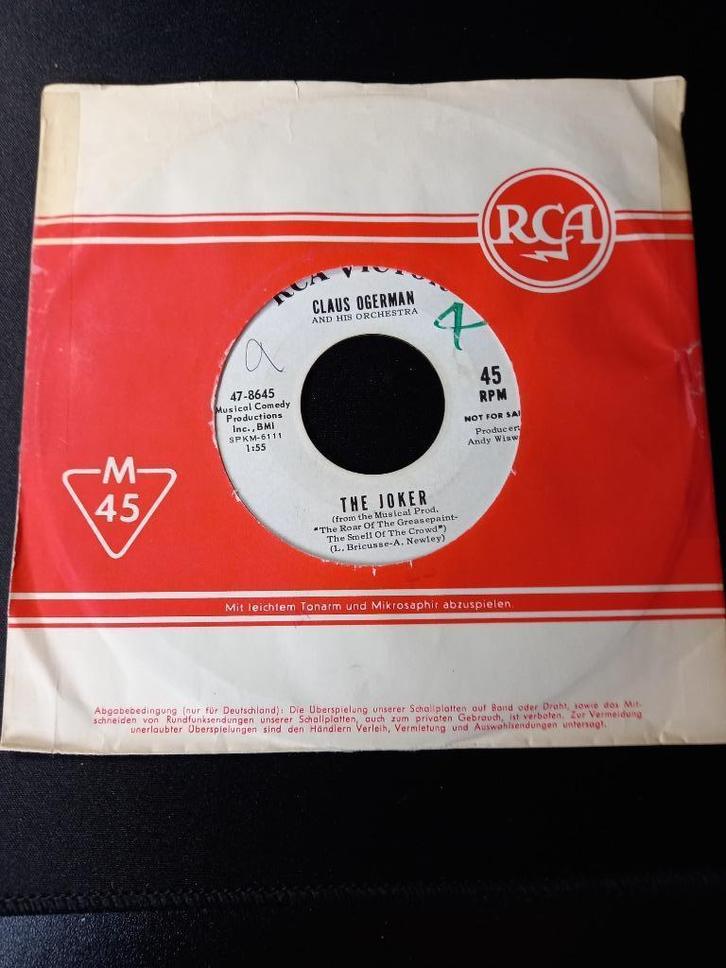 RCA
RCA VICTOR
CLAUS OGERMAN
AND HIS ORCHESTRA
a
4
47-8645
Musical Comedy
Productions
Inc., BMI
SPKM-6111
1:55
45
RPM
NOT FOR SAL
Producer:
Andy Wisw
THE JOKER
(from the Musical Prod.
"The Roar Of The Greasepaint-
The Smell Of The Crowd")
(L. Bricusse-A. Newley)
M
45
Mit leichtem Tonarm und Mikrosaphir abzuspielen.
Abgabebedingung (nur für Deutschland): Die Überspielung unserer Schallplatten auf Band oder Draht, sowie das Mit-
schneiden von Rundfunksendungen unserer Schallplatten, auch zum privaten Gebrauch, ist verboten. Zur Vermeidung
unerlaubter Überspielungen sind den Händlern Verleih, Vermietung und Auswahlsendungen untersagt.